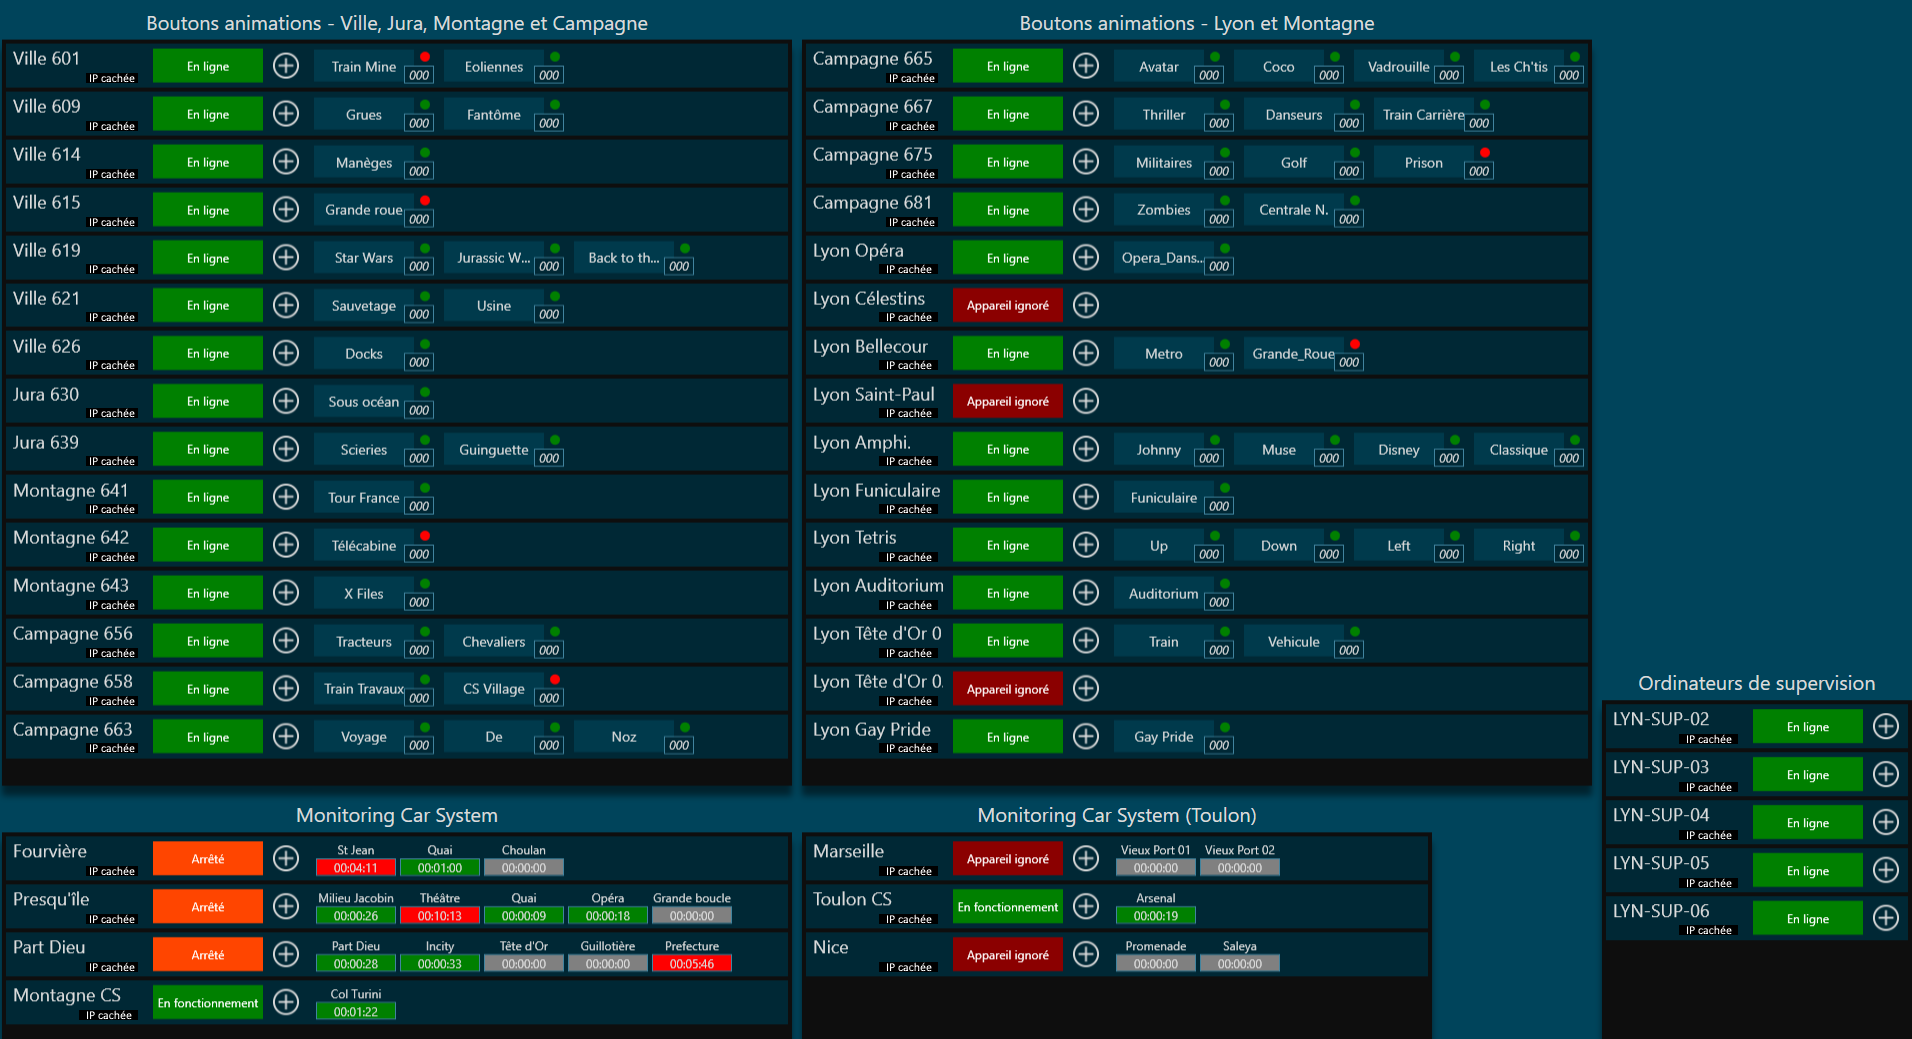 Boutons animations - Ville, Jura, Montagne et Campagne
Ville 601 IP cachée En ligne Train Mine 000 Eoliennes 000
Ville 609 IP cachée En ligne Grues 000 Fantôme 000
Ville 614 IP cachée En ligne Manèges 000
Ville 615 IP cachée En ligne Grande roue 000
Ville 619 IP cachée En ligne Star Wars 000 Jurassic W... 000 Back to th... 000
Ville 621 IP cachée En ligne Sauvetage 000 Usine 000
Ville 626 IP cachée En ligne Docks 000
Jura 630 IP cachée En ligne Sous océan 000
Jura 639 IP cachée En ligne Scieries 000 Guinguette 000
Montagne 641 IP cachée En ligne Tour France 000
Montagne 642 IP cachée En ligne Télécabine 000
Montagne 643 IP cachée En ligne X Files 000
Campagne 656 IP cachée En ligne Tracteurs 000 Chevaliers 000
Campagne 658 IP cachée En ligne Train Travaux 000 CS Village 000
Campagne 663 IP cachée En ligne Voyage 000 De 000 Noz 000
Boutons animations - Lyon et Montagne
Campagne 665 IP cachée En ligne Avatar 000 Coco 000 Vadrouille 000 Les Ch'tis 000
Campagne 667 IP cachée En ligne Thriller 000 Danseurs 000 Train Carrière 000
Campagne 675 IP cachée En ligne Militaires 000 Golf 000 Prison 000
Campagne 681 IP cachée En ligne Zombies 000 Centrale N. 000
Lyon Opéra IP cachée En ligne Opera_Dans... 000
Lyon Célestins IP cachée Appareil ignoré
Lyon Bellecour IP cachée En ligne Metro 000 Grande_Roue 000
Lyon Saint-Paul IP cachée Appareil ignoré
Lyon Amphi. IP cachée En ligne Johnny 000 Muse 000 Disney 000 Classique 000
Lyon Funiculaire IP cachée En ligne Funiculaire 000
Lyon Tetris IP cachée En ligne Up 000 Down 000 Left 000 Right 000
Lyon Auditorium IP cachée En ligne Auditorium 000
Lyon Tête d'Or 0 IP cachée En ligne Train 000 Vehicule 000
Lyon Tête d'Or 0. IP cachée Appareil ignoré
Lyon Gay Pride IP cachée En ligne Gay Pride 000
Monitoring Car System
Fourvière IP cachée Arrêté St Jean 00:04:11 Quai 00:01:00 Choulan 00:00:00
Presqu'île IP cachée Arrêté Milieu Jacobin 00:00:26 Théâtre 00:10:13 Quai 00:00:09 Opéra 00:00:18 Grande boucle 00:00:00
Part Dieu IP cachée Arrêté Part Dieu 00:00:28 Incity 00:00:33 Tête d'Or 00:00:00 Guillotière 00:00:00 Prefecture 00:05:46
Montagne CS IP cachée En fonctionnement Col Turini 00:01:22
Monitoring Car System (Toulon)
Marseille IP cachée Appareil ignoré Vieux Port 01 00:00:00 Vieux Port 02 00:00:00
Toulon CS IP cachée En fonctionnement Arsenal 00:00:19
Nice IP cachée Appareil ignoré Promenade 00:00:00 Saleya 00:00:00
Ordinateurs de supervision
LYN-SUP-02 IP cachée En ligne
LYN-SUP-03 IP cachée En ligne
LYN-SUP-04 IP cachée En ligne
LYN-SUP-05 IP cachée En ligne
LYN-SUP-06 IP cachée En ligne